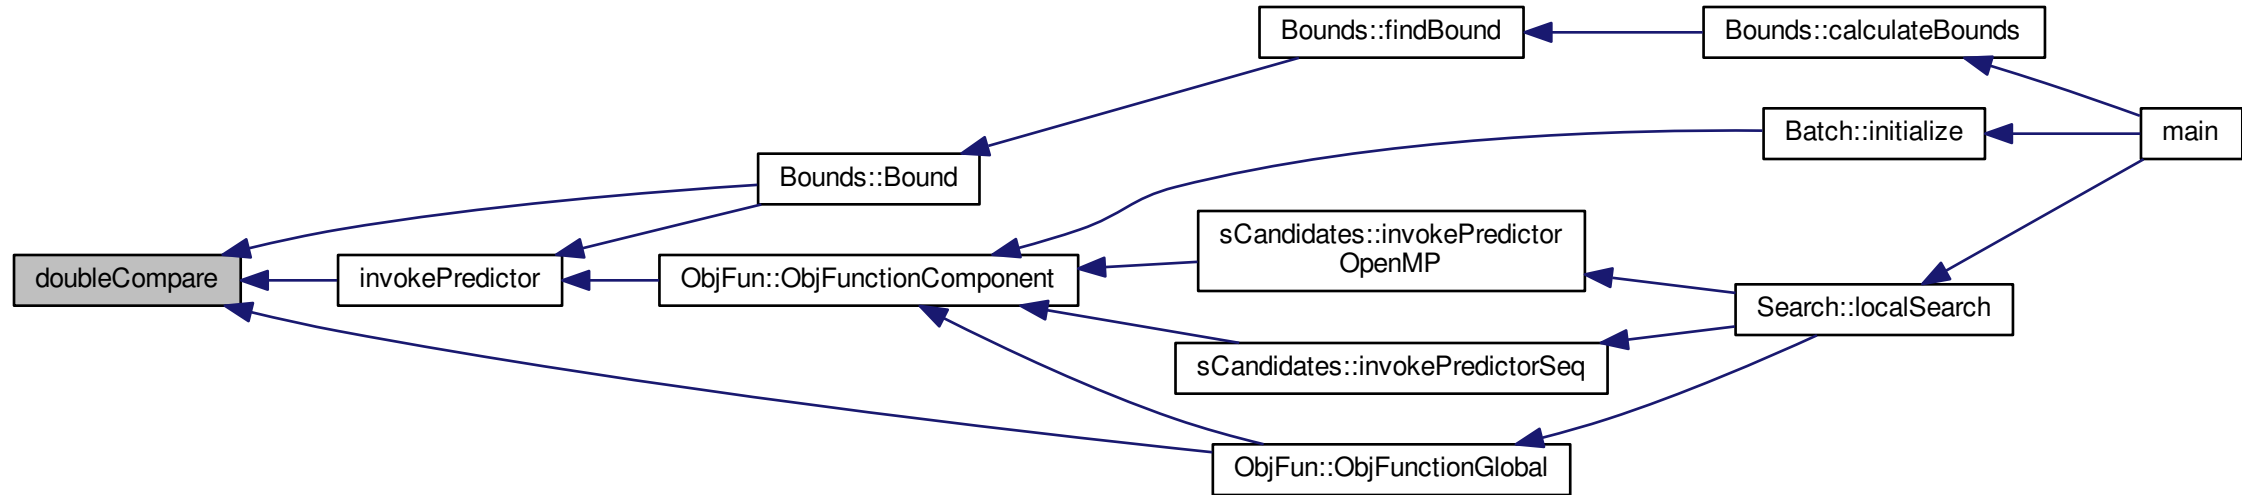 Bounds::findBound
Bounds::calculateBounds
Batch::initialize
main
Bounds::Bound
sCandidates::invokePredictor
OpenMP
doubleCompare
invokePredictor
ObjFun::ObjFunctionComponent
Search::localSearch
sCandidates::invokePredictorSeq
ObjFun::ObjFunctionGlobal